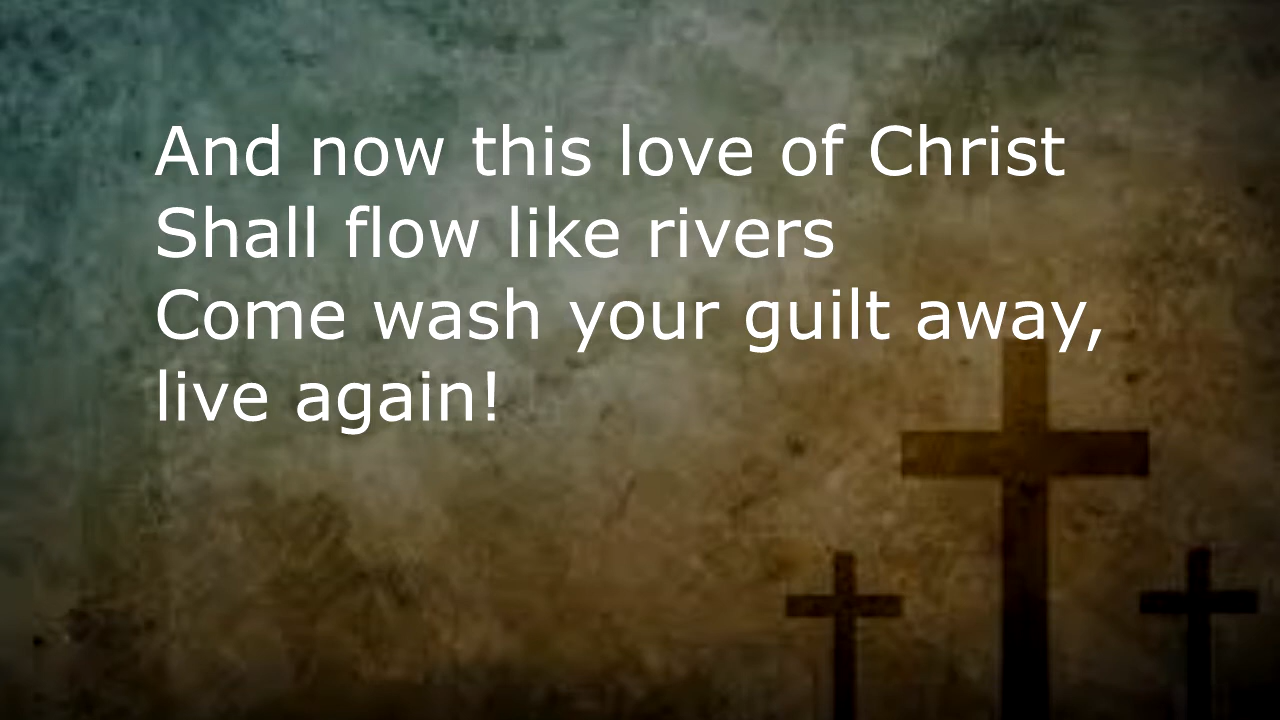 And now this love of Christ
Shall flow like rivers
Come wash your guilt away,
live again!